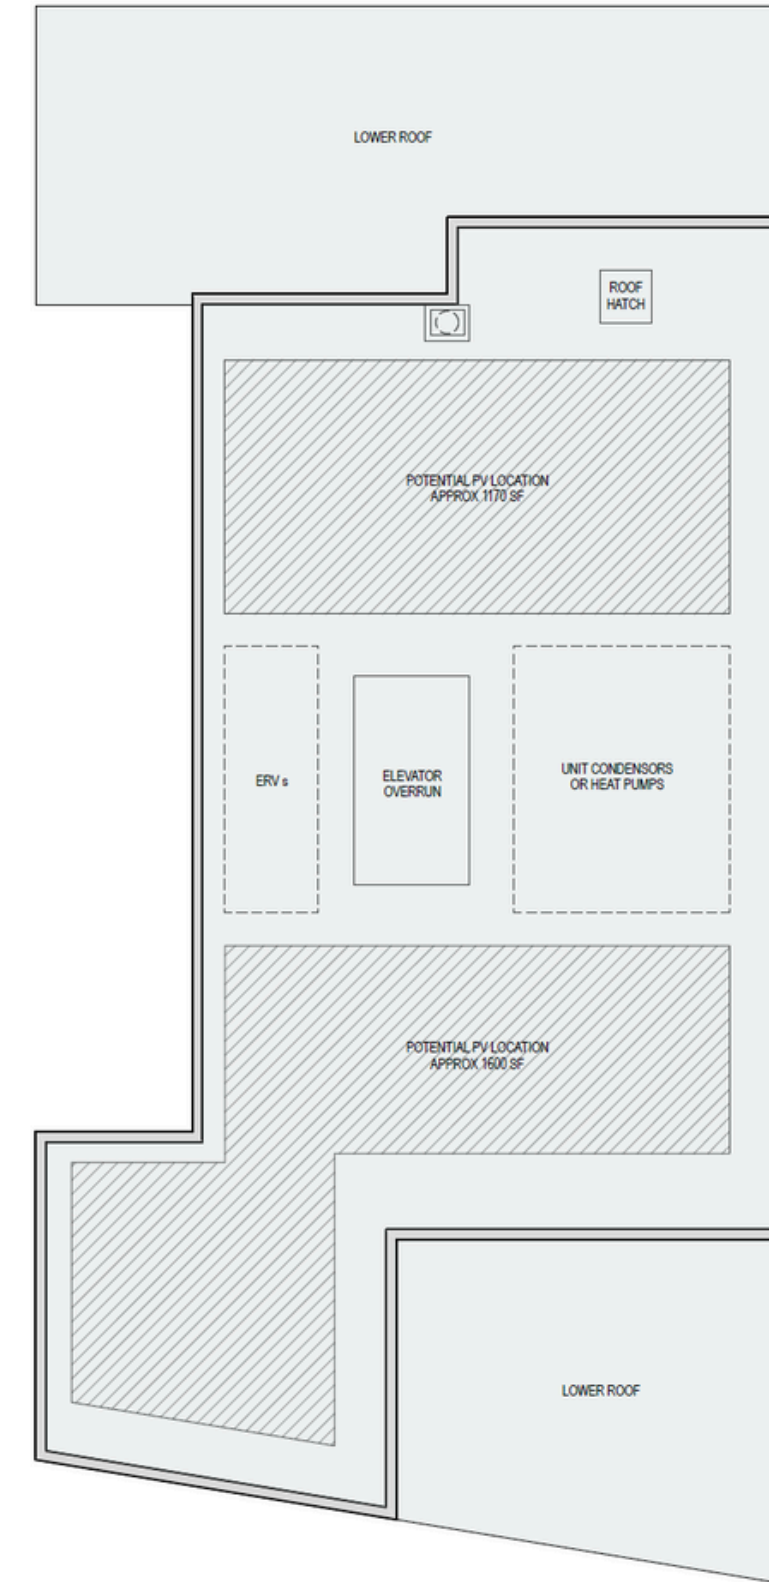 LOWER ROOF
ROOF
HATCH
POTENTIAL PV LOCATION
APPROX 1170 SF
ERV s
ELEVATOR
OVERRUN
UNIT CONDENSORS
OR HEAT PUMPS
POTENTIAL PV LOCATION
APPROX 1600 SF
LOWER ROOF